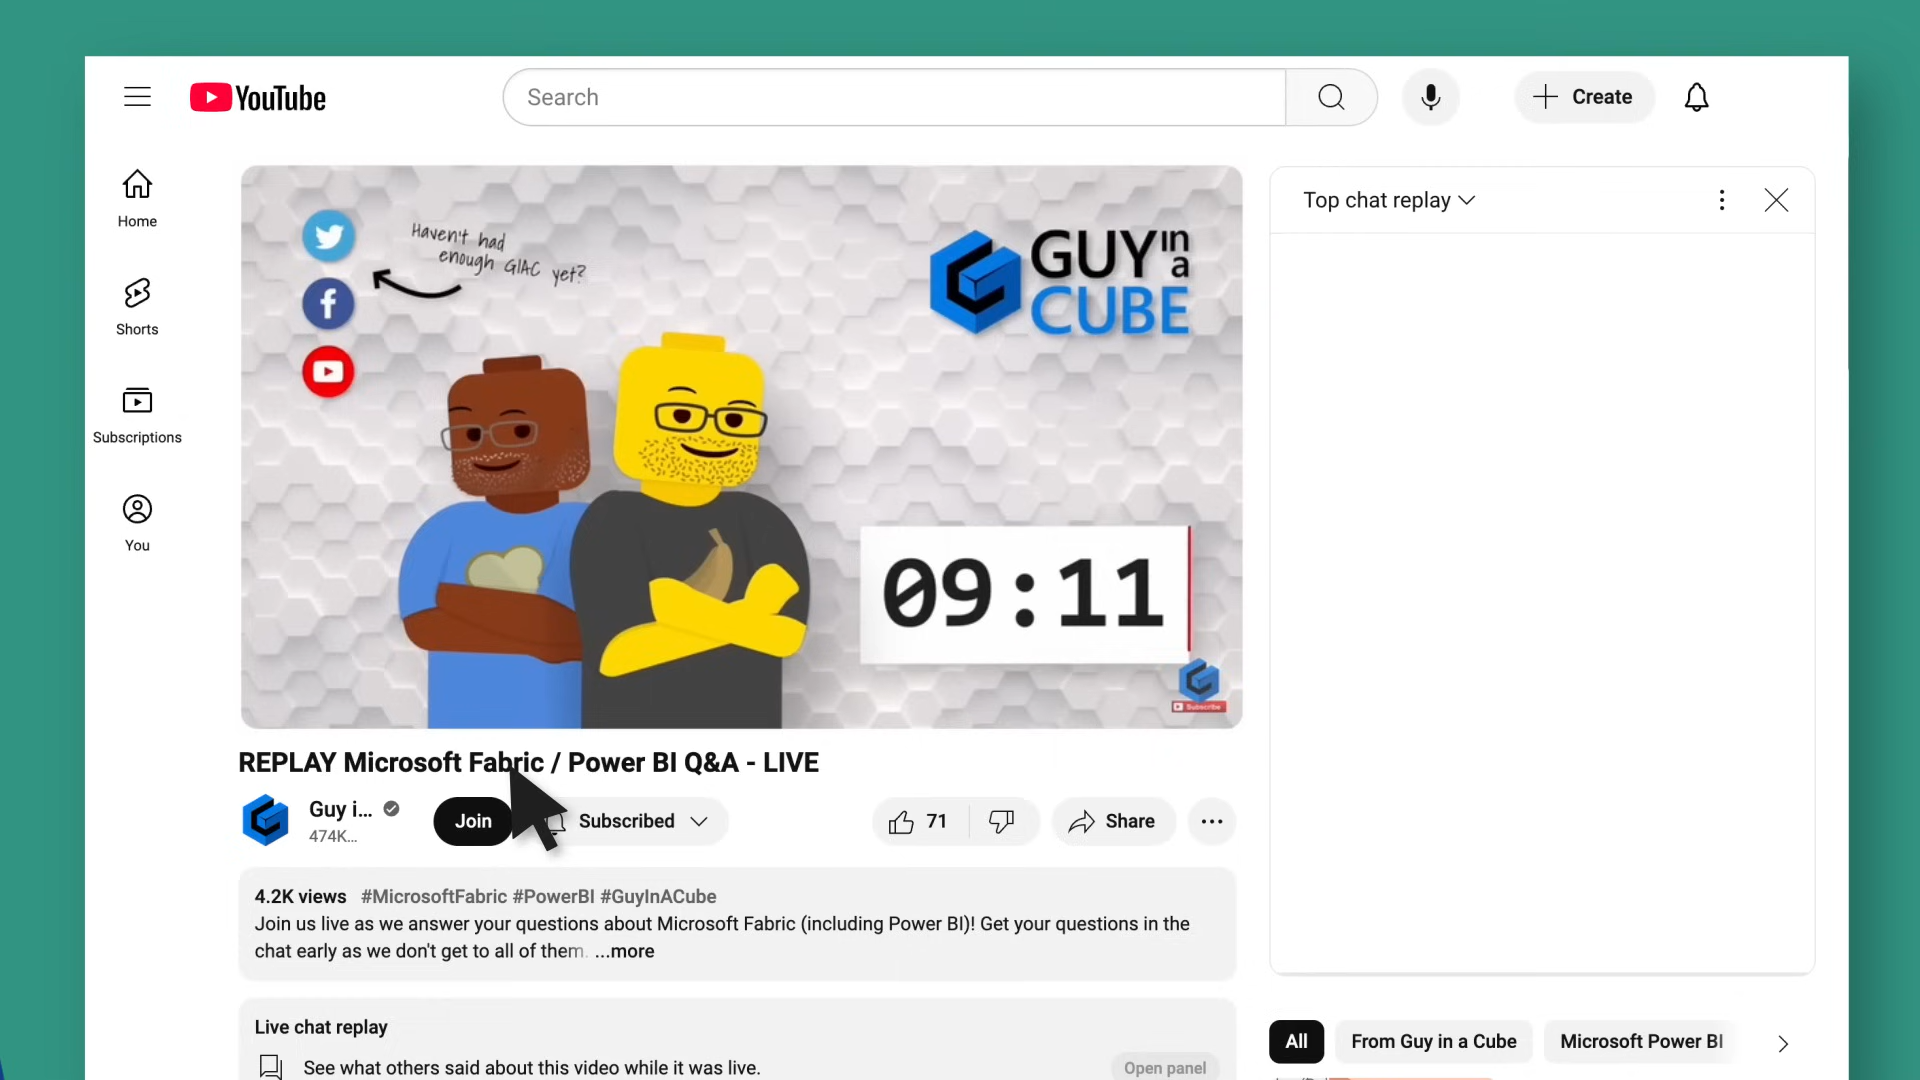 YouTube
Search
Create
Home
Shorts
Subscriptions
You
Haven't had
enough GIAC yet?
GUY in a
CUBE
09:11
Subscribe
Top chat replay
REPLAY Microsoft Fabric / Power BI Q&A - LIVE
Guy i...
474K...
Join
Subscribed
71
Share
4.2K views #MicrosoftFabric #PowerBI #GuyInACube
Join us live as we answer your questions about Microsoft Fabric (including Power BI)! Get your questions in the
chat early as we don't get to all of them. ...more
Live chat replay
See what others said about this video while it was live.
Open panel
All
From Guy in a Cube
Microsoft Power BI